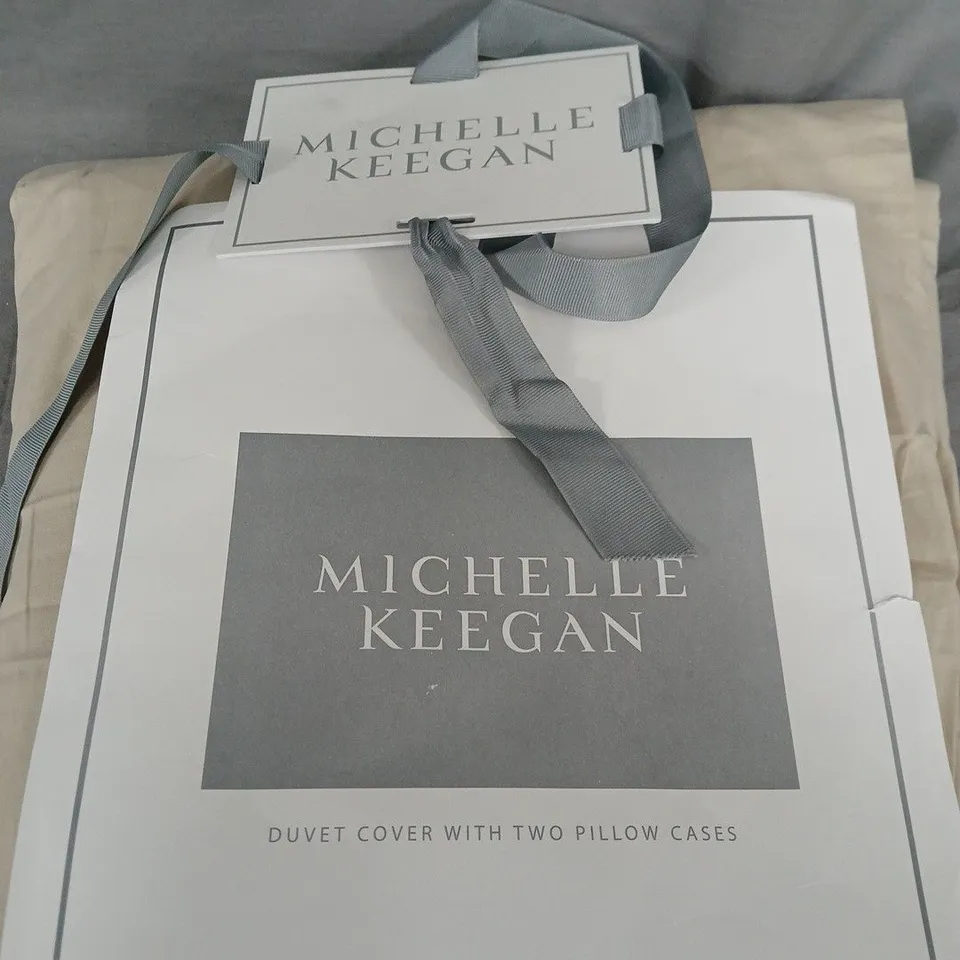 MICHELLE
KEEGAN
MICHELLE
KEEGAN
DUVET COVER WITH TWO PILLOW CASES